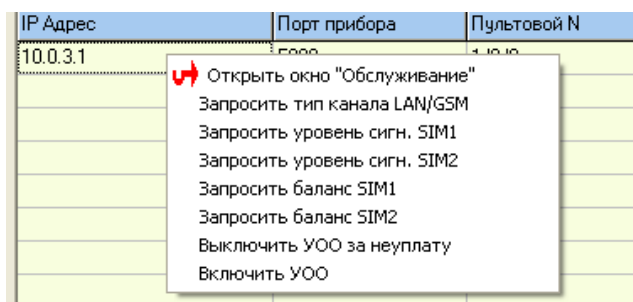 IP Адрес Порт прибора Пультовой N
10.0.3.1
Открыть окно "Обслуживание"
Запросить тип канала LAN/GSM
Запросить уровень сигн. SIM1
Запросить уровень сигн. SIM2
Запросить баланс SIM1
Запросить баланс SIM2
Выключить УОО за неуплату
Включить УОО